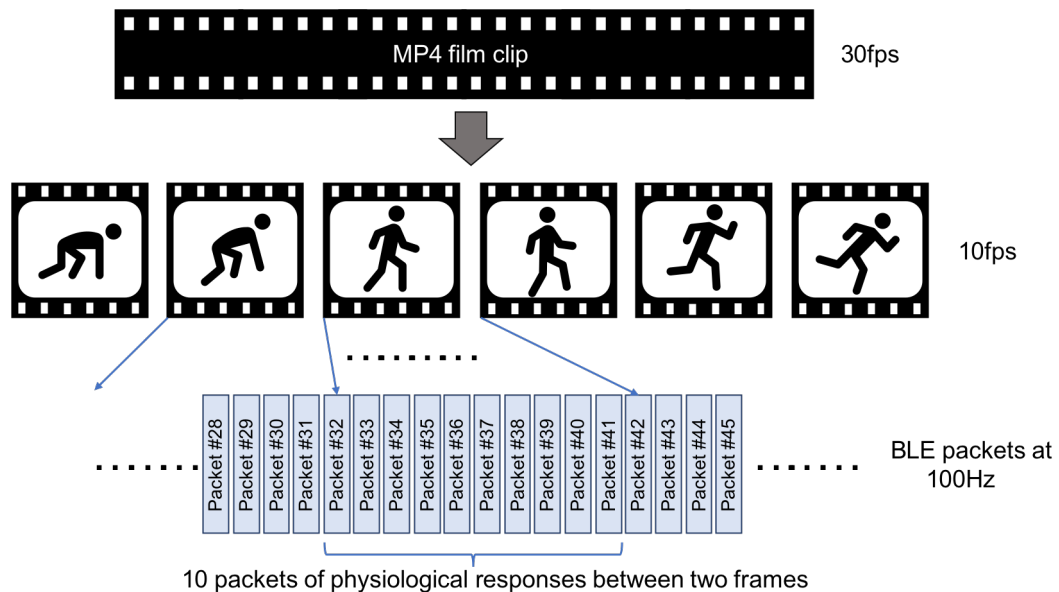 MP4 film clip
30fps
10fps
Packet #28
Packet #29
Packet #30
Packet #31
Packet #32
Packet #33
Packet #34
Packet #35
Packet #36
Packet #37
Packet #38
Packet #39
Packet #40
Packet #41
Packet #42
Packet #43
Packet #44
Packet #45
BLE packets at
100Hz
10 packets of physiological responses between two frames